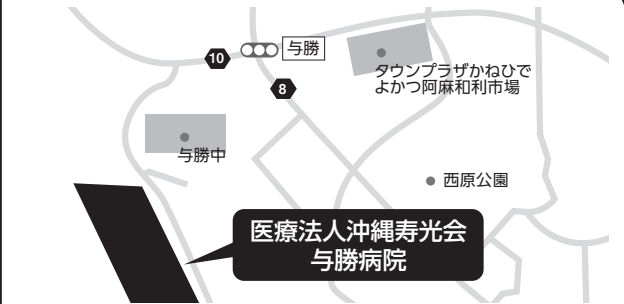 10
与勝
8
タウンプラザかねひで
よかつ阿麻和利市場
与勝中
西原公園
医療法人沖縄寿光会
与勝病院